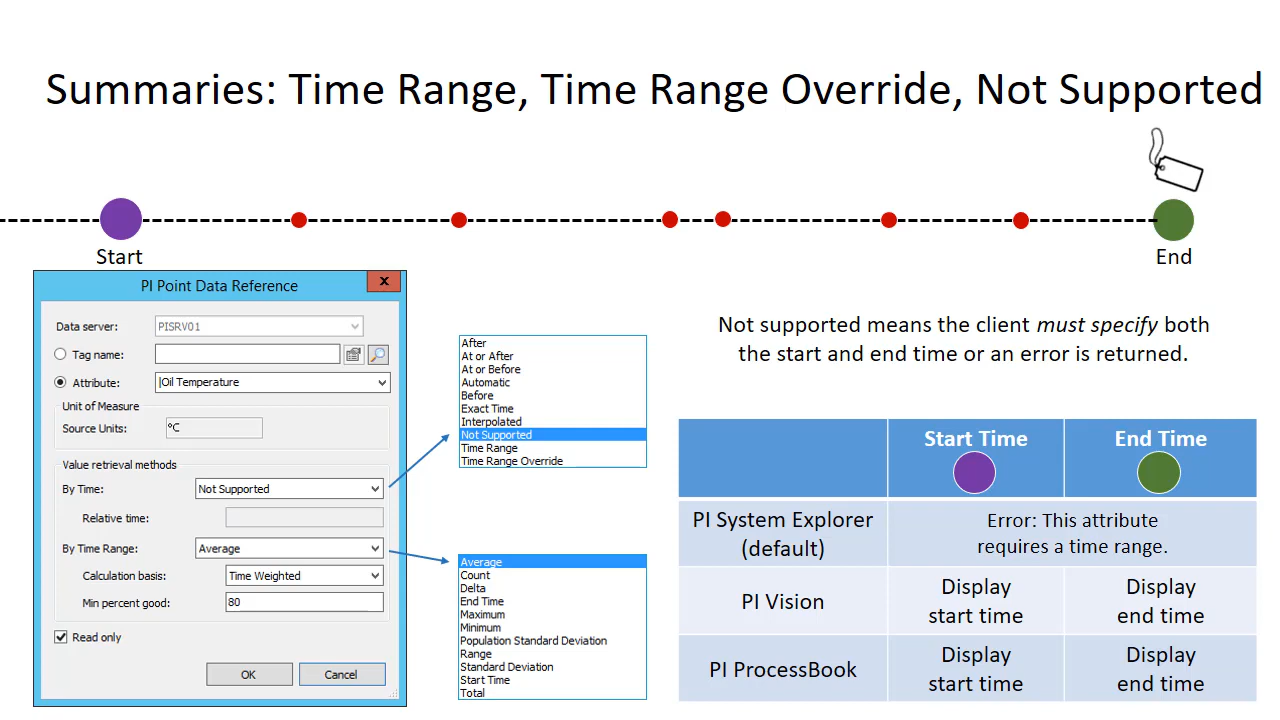 Summaries: Time Range, Time Range Override, Not Supported
Start
End
PI Point Data Reference
x
Data server:
PISRV01
Tag name:
Attribute:
|Oil Temperature
Unit of Measure
Source Units:
°C
Value retrieval methods
By Time:
Not Supported
Relative time:
By Time Range:
Average
Calculation basis:
Time Weighted
Min percent good:
80
Read only
OK
Cancel
After
At or After
At or Before
Automatic
Before
Exact Time
Interpolated
Not Supported
Time Range
Time Range Override
Average
Count
Delta
End Time
Maximum
Minimum
Population Standard Deviation
Range
Standard Deviation
Start Time
Total
Not supported means the client must specify both
the start and end time or an error is returned.
Start Time
End Time
PI System Explorer
(default)
Error: This attribute
requires a time range.
PI Vision
Display
start time
Display
end time
PI ProcessBook
Display
start time
Display
end time